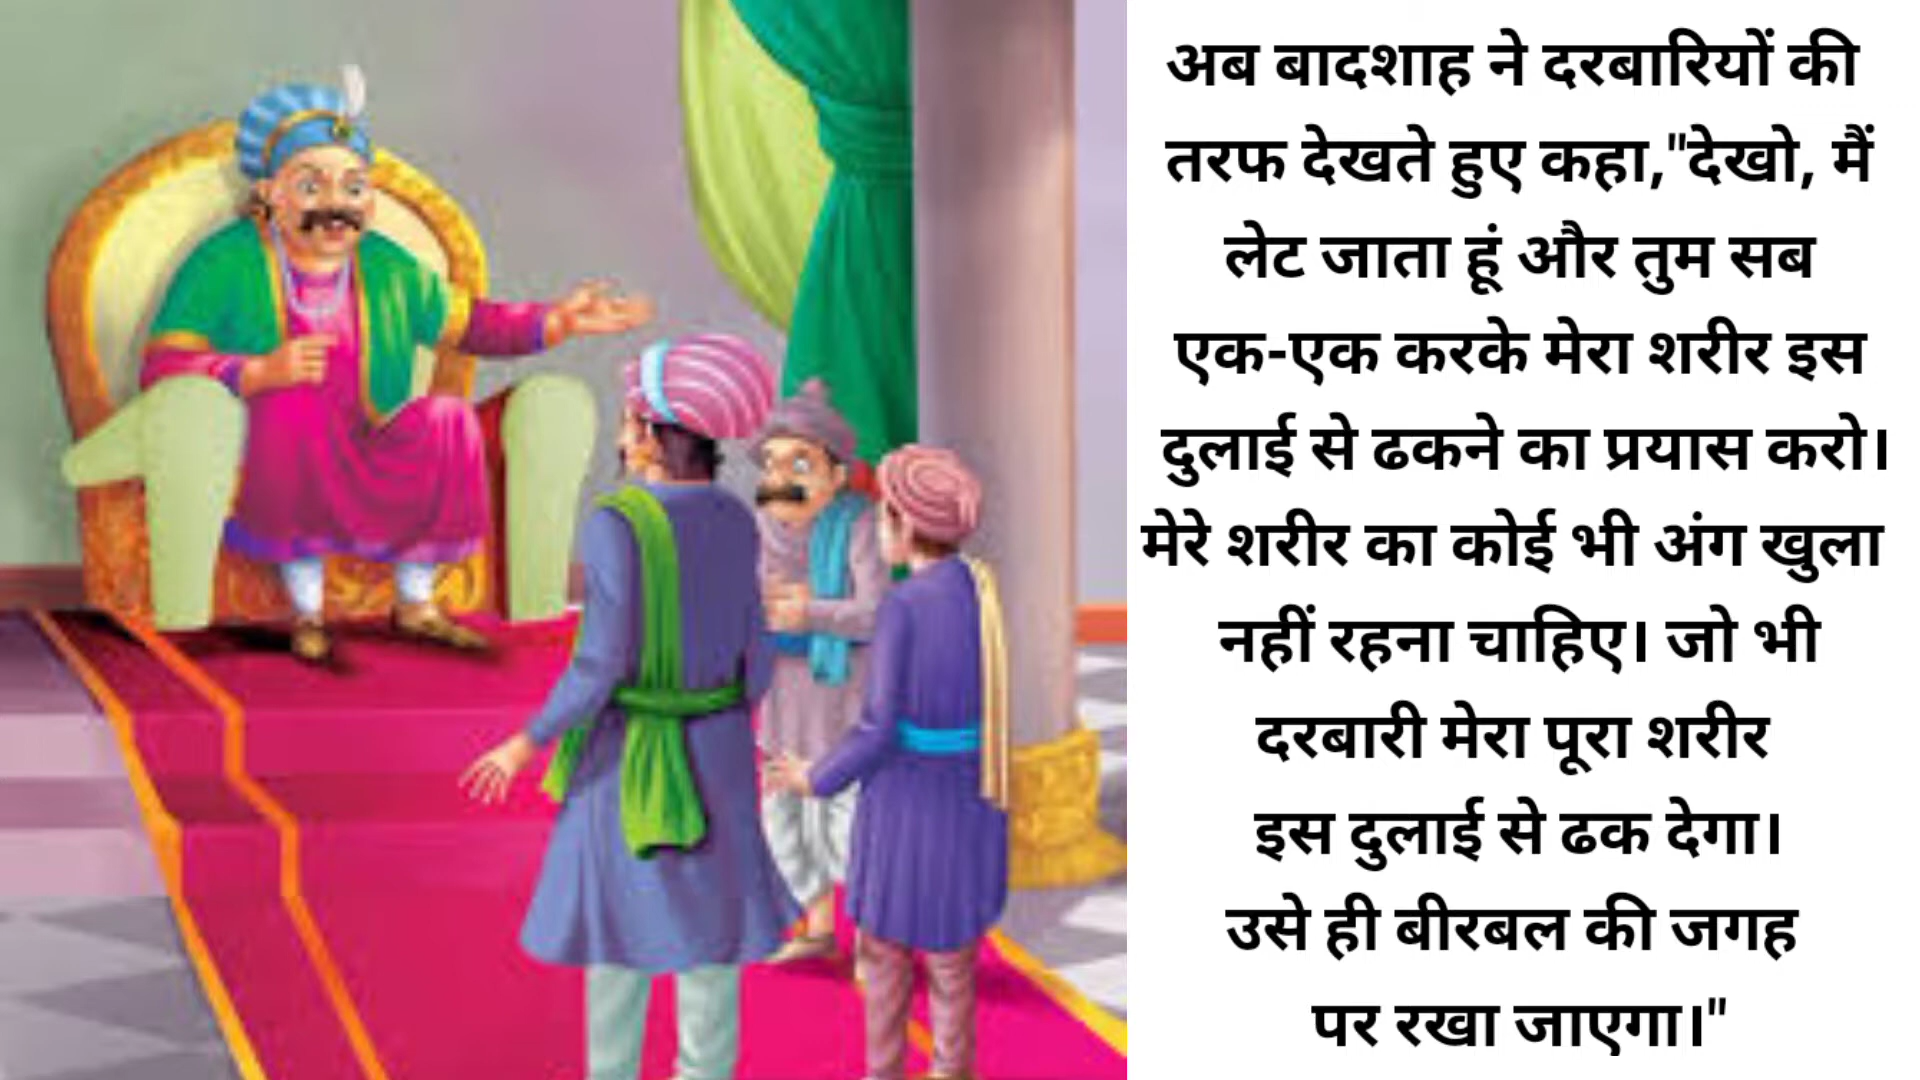 अब बादशाह ने दरबारियों की
तरफ देखते हुए कहा,"देखो, मैं
लेट जाता हूं और तुम सब
एक-एक करके मेरा शरीर इस
दुलाई से ढकने का प्रयास करो।
मेरे शरीर का कोई भी अंग खुला
नहीं रहना चाहिए। जो भी
दरबारी मेरा पूरा शरीर
इस दुलाई से ढक देगा।
उसे ही बीरबल की जगह
पर रखा जाएगा।"